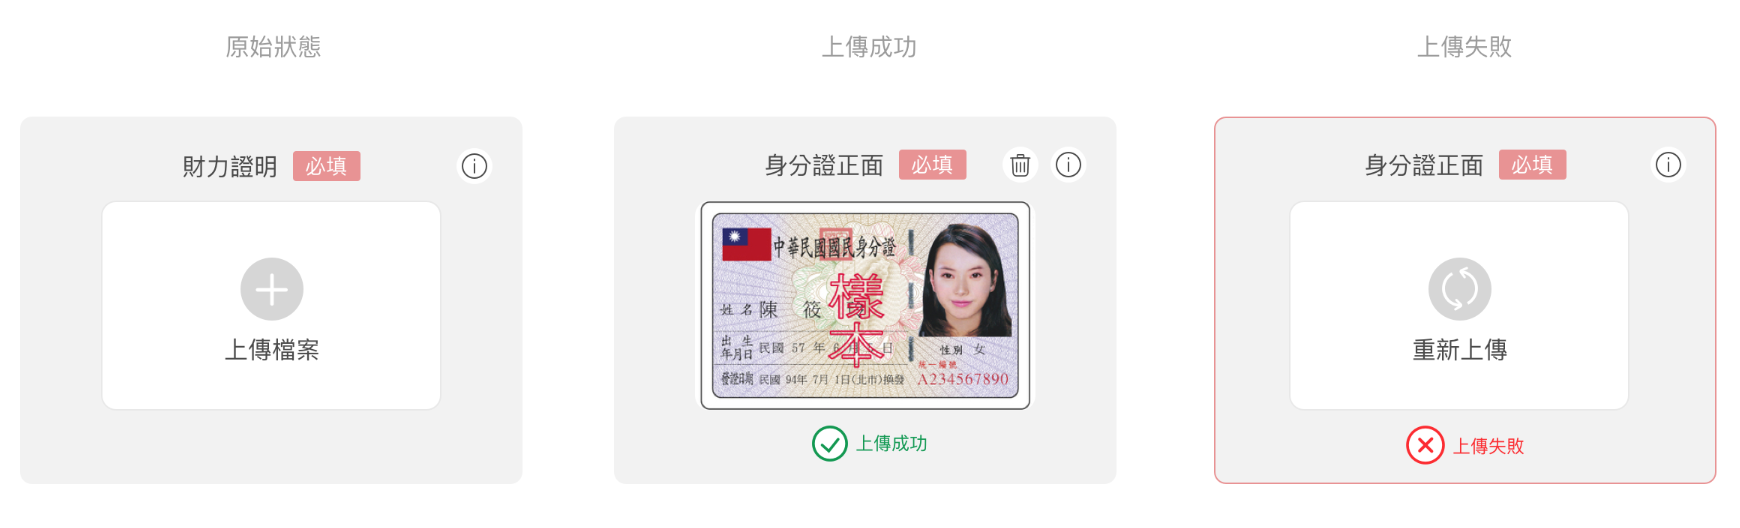 原始狀態
上傳成功
上傳失敗
財力證明 必填
上傳檔案
身分證正面 必填
中華民國國民身分證
樣本
姓名 陳 筱
出生年月日 民國 57 年 6 月 日
性別 女
發證日期 民國 94年 7月 1日(北市)換發
統一編號
A234567890
上傳成功
身分證正面 必填
重新上傳
上傳失敗